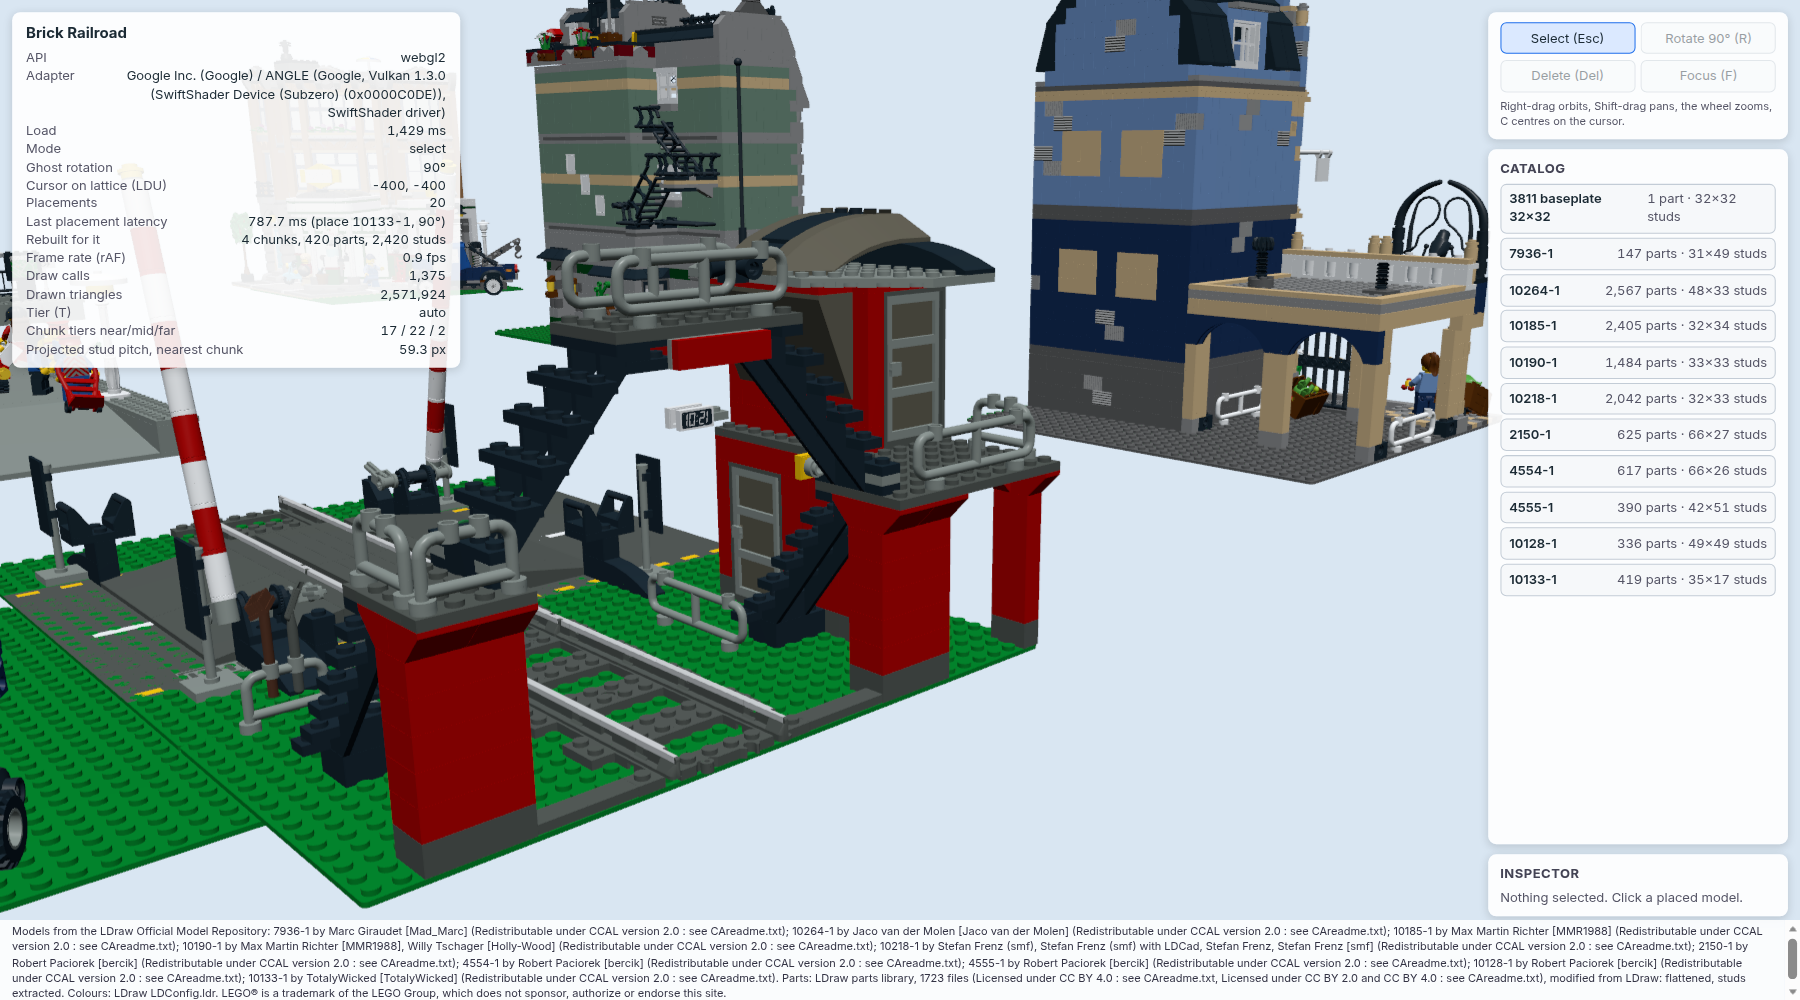 Brick Railroad
API webgl2
Adapter Google Inc. (Google) / ANGLE (Google, Vulkan 1.3.0
(SwiftShader Device (Subzero) (0x0000C0DE)),
SwiftShader driver)
Load 1,429 ms
Mode select
Ghost rotation 90°
Cursor on lattice (LDU) -400, -400
Placements 20
Last placement latency 787.7 ms (place 10133-1, 90°)
Rebuilt for it 4 chunks, 420 parts, 2,420 studs
Frame rate (rAF) 0.9 fps
Draw calls 1,375
Drawn triangles 2,571,924
Tier (T) auto
Chunk tiers near/mid/far 17 / 22 / 2
Projected stud pitch, nearest chunk 59.3 px
10:21
Select (Esc) Rotate 90° (R)
Delete (Del) Focus (F)
Right-drag orbits, Shift-drag pans, the wheel zooms,
C centres on the cursor.
CATALOG
3811 baseplate 1 part · 32×32
32×32 studs
7936-1 147 parts · 31×49 studs
10264-1 2,567 parts · 48×33 studs
10185-1 2,405 parts · 32×34 studs
10190-1 1,484 parts · 33×33 studs
10218-1 2,042 parts · 32×33 studs
2150-1 625 parts · 66×27 studs
4554-1 617 parts · 66×26 studs
4555-1 390 parts · 42×51 studs
10128-1 336 parts · 49×49 studs
10133-1 419 parts · 35×17 studs
INSPECTOR
Nothing selected. Click a placed model.
Models from the LDraw Official Model Repository: 7936-1 by Marc Giraudet [Mad_Marc] (Redistributable under CCAL version 2.0 : see CAreadme.txt); 10264-1 by Jaco van der Molen [Jaco van der Molen] (Redistributable under CCAL version 2.0 : see CAreadme.txt); 10185-1 by Max Martin Richter [MMR1988] (Redistributable under CCAL
version 2.0 : see CAreadme.txt); 10190-1 by Max Martin Richter [MMR1988], Willy Tschager [Holly-Wood] (Redistributable under CCAL version 2.0 : see CAreadme.txt); 10218-1 by Stefan Frenz (smf), Stefan Frenz (smf) with LDCad, Stefan Frenz, Stefan Frenz [smf] (Redistributable under CCAL version 2.0 : see CAreadme.txt); 2150-1 by
Robert Paciorek [bercik] (Redistributable under CCAL version 2.0 : see CAreadme.txt); 4554-1 by Robert Paciorek [bercik] (Redistributable under CCAL version 2.0 : see CAreadme.txt); 4555-1 by Robert Paciorek [bercik] (Redistributable under CCAL version 2.0 : see CAreadme.txt); 10128-1 by Robert Paciorek [bercik] (Redistributable
under CCAL version 2.0 : see CAreadme.txt); 10133-1 by TotalyWicked [TotalyWicked] (Redistributable under CCAL version 2.0 : see CAreadme.txt). Parts: LDraw parts library, 1723 files (Licensed under CC BY 4.0 : see CAreadme.txt, Licensed under CC BY 2.0 and CC BY 4.0 : see CAreadme.txt), modified from LDraw: flattened, studs
extracted. Colours: LDraw LDConfig.ldr. LEGO® is a trademark of the LEGO Group, which does not sponsor, authorize or endorse this site.